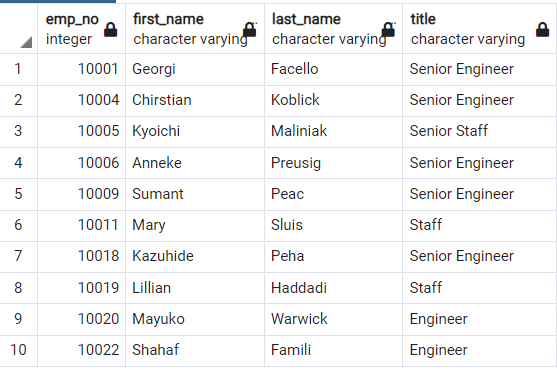 emp_no first_name last_name title
integer character varying character varying character varying
1 10001 Georgi Facello Senior Engineer
2 10004 Chirstian Koblick Senior Engineer
3 10005 Kyoichi Maliniak Senior Staff
4 10006 Anneke Preusig Senior Engineer
5 10009 Sumant Peac Senior Engineer
6 10011 Mary Sluis Staff
7 10018 Kazuhide Peha Senior Engineer
8 10019 Lillian Haddadi Staff
9 10020 Mayuko Warwick Engineer
10 10022 Shahaf Famili Engineer